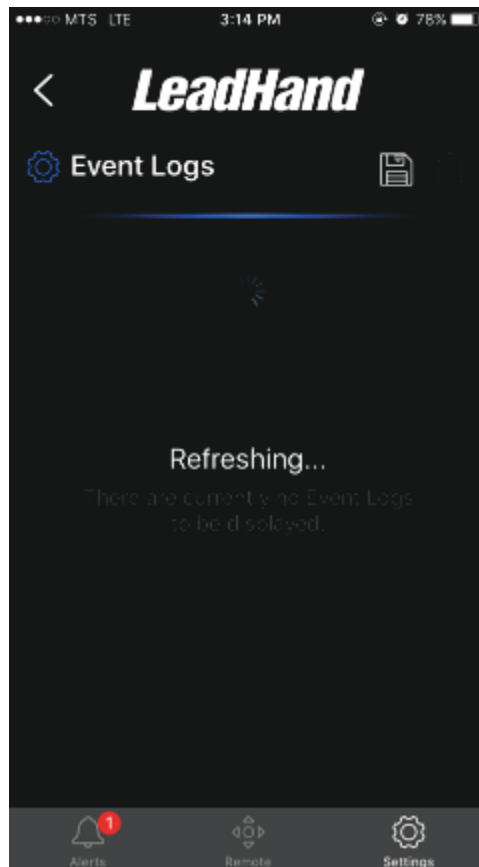 MTS LTE 3:14 PM 78%
LeadHand
Event Logs
Refreshing...
There are currently no Event Logs
to be displayed.
1
Alerts Remote Settings